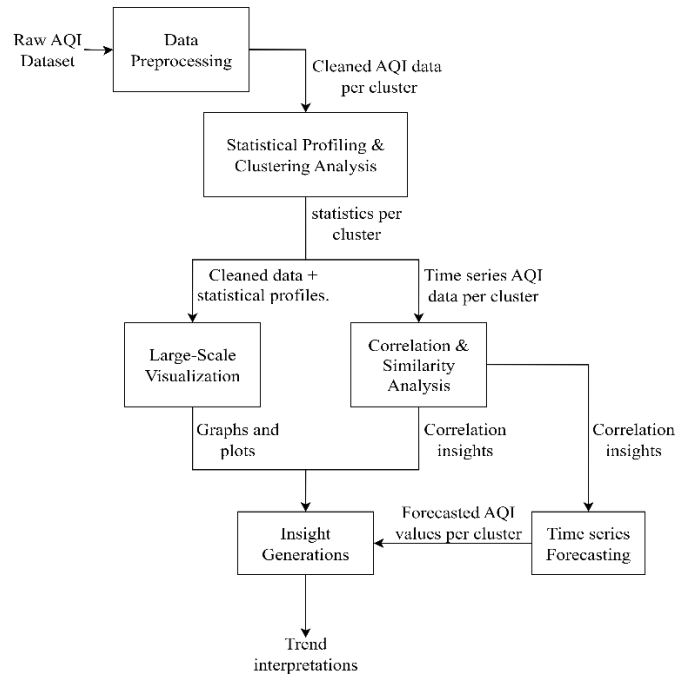 Raw AQI
Dataset
Data
Preprocessing
Cleaned AQI data
per cluster
Statistical Profiling &
Clustering Analysis
statistics per
cluster
Cleaned data +
statistical profiles.
Time series AQI
data per cluster
Large-Scale
Visualization
Correlation &
Similarity
Analysis
Graphs and
plots
Correlation
insights
Correlation
insights
Insight
Generations
Forecasted AQI
values per cluster
Time series
Forecasting
Trend
interpretations